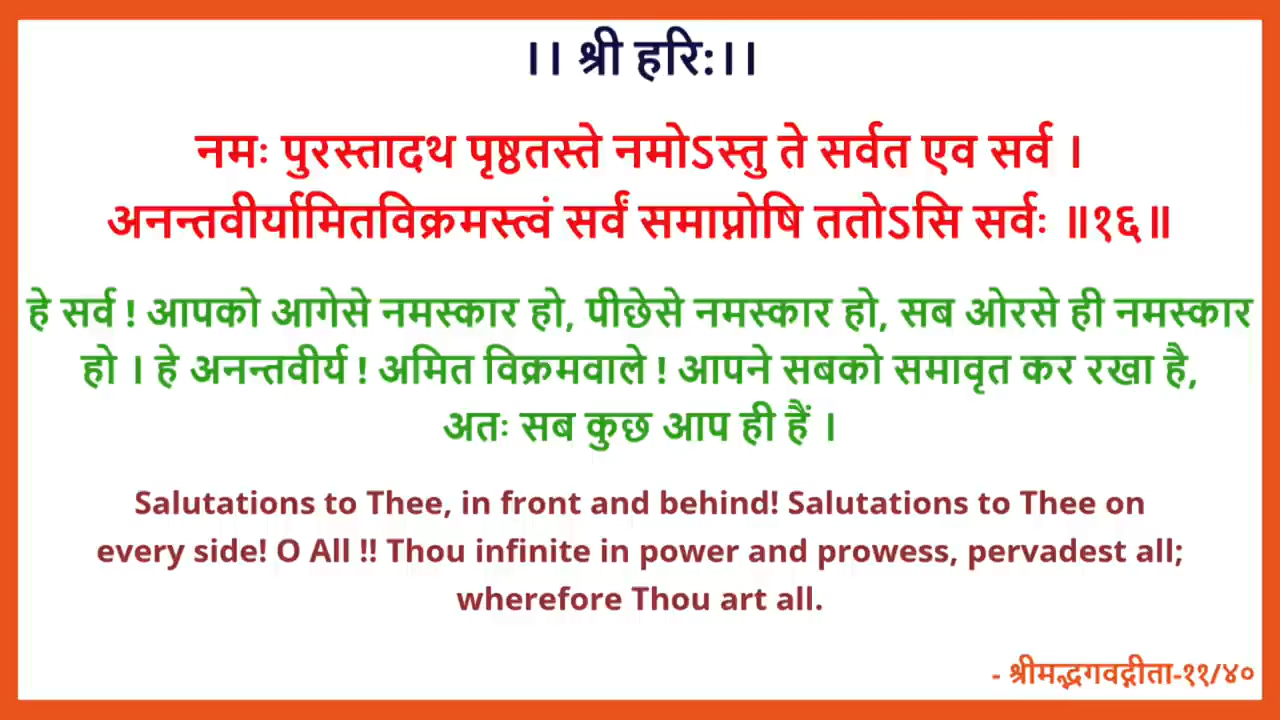 ।। श्री हरि:।।
नमः पुरस्तादथ पृष्ठतस्ते नमोऽस्तु ते सर्वत एव सर्व ।
अनन्तवीर्यामितविक्रमस्त्वं सर्वं समाप्नोषि ततोऽसि सर्वः ॥१६॥
हे सर्व ! आपको आगेसे नमस्कार हो, पीछेसे नमस्कार हो, सब ओरसे ही नमस्कार
हो । हे अनन्तवीर्य ! अमित विक्रमवाले ! आपने सबको समावृत कर रखा है,
अतः सब कुछ आप ही हैं ।
Salutations to Thee, in front and behind! Salutations to Thee on
every side! O All !! Thou infinite in power and prowess, pervadest all;
wherefore Thou art all.
- श्रीमद्भगवद्गीता-११/४०